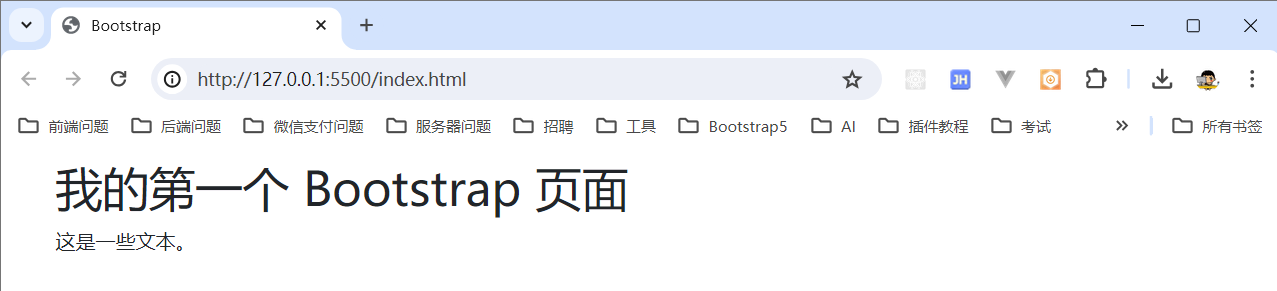 Bootstrap
http://127.0.0.1:5500/index.html
JH
前端问题 后端问题 微信支付问题 服务器问题 招聘 工具 Bootstrap5 AI 插件教程 考试 所有书签
我的第一个 Bootstrap 页面
这是一些文本。